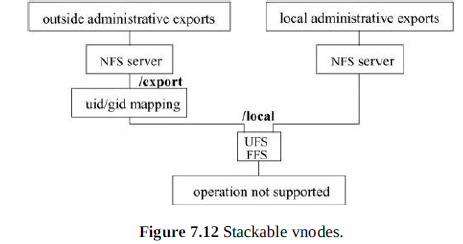 outside administrative exports
local administrative exports
NFS server
NFS server
/export
uid/gid mapping
/local
UFS
FFS
operation not supported
Figure 7.12 Stackable vnodes.